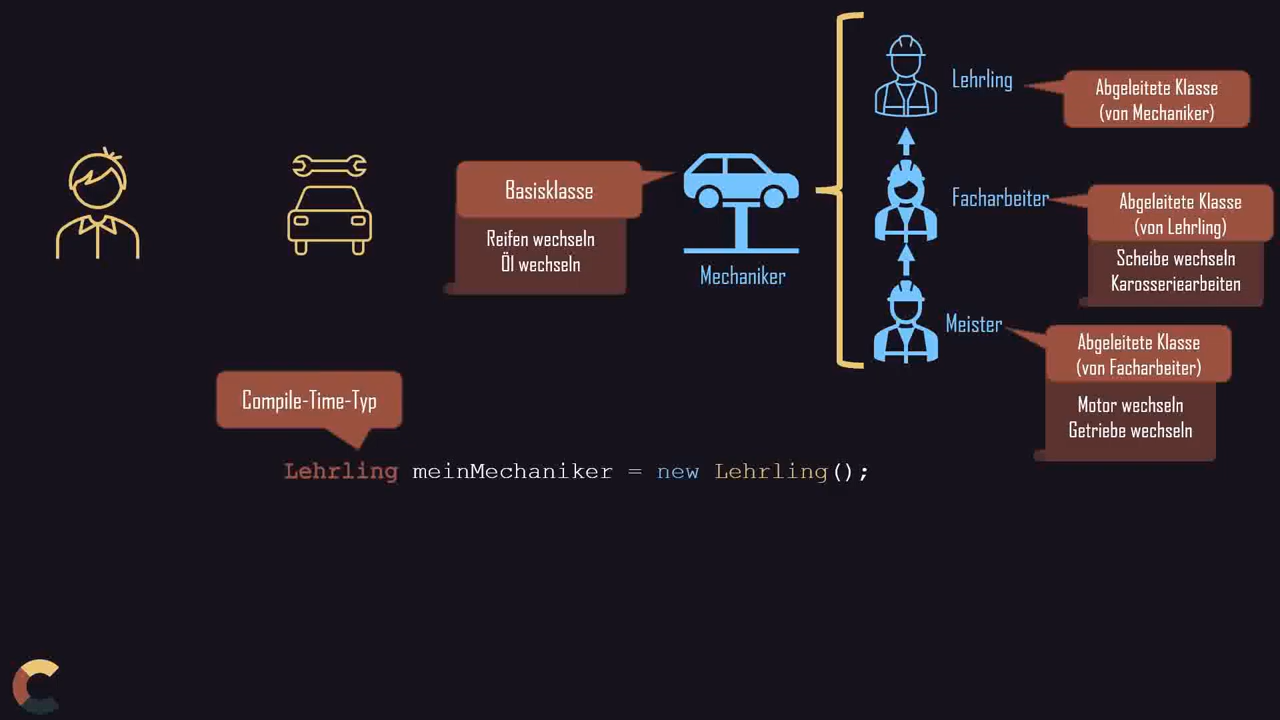 Lehrling
Abgeleitete Klasse
(von Mechaniker)
Basisklasse
Reifen wechseln
Öl wechseln
Mechaniker
Facharbeiter
Abgeleitete Klasse
(von Lehrling)
Scheibe wechseln
Karosseriearbeiten
Meister
Abgeleitete Klasse
(von Facharbeiter)
Motor wechseln
Getriebe wechseln
Compile-Time-Typ
Lehrling meinMechaniker = new Lehrling();